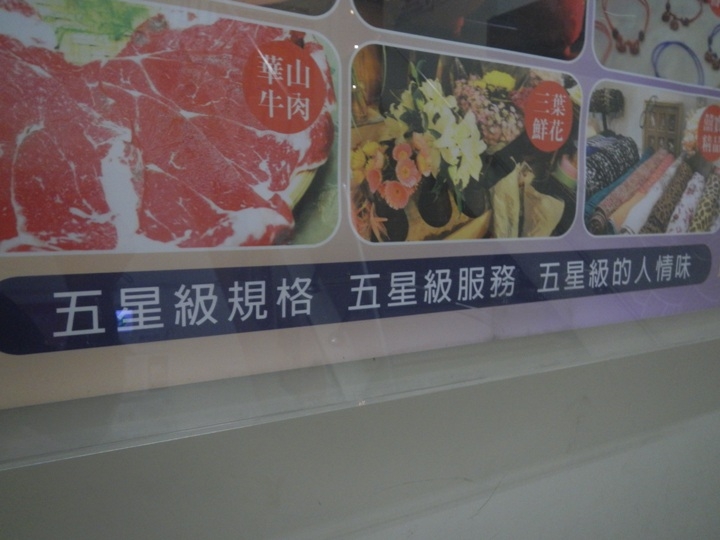 華山
牛肉
三葉
鮮花
五星級規格 五星級服務 五星級的人情味